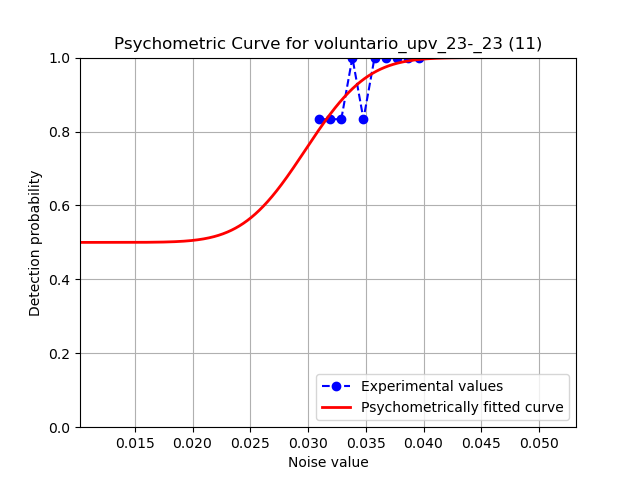 Psychometric Curve for voluntario_upv_23-_23 (11)
1.0
0.8
0.6
0.4
0.2
0.0
Detection probability
Experimental values
Psychometrically fitted curve
0.015 0.020 0.025 0.030 0.035 0.040 0.045 0.050
Noise value